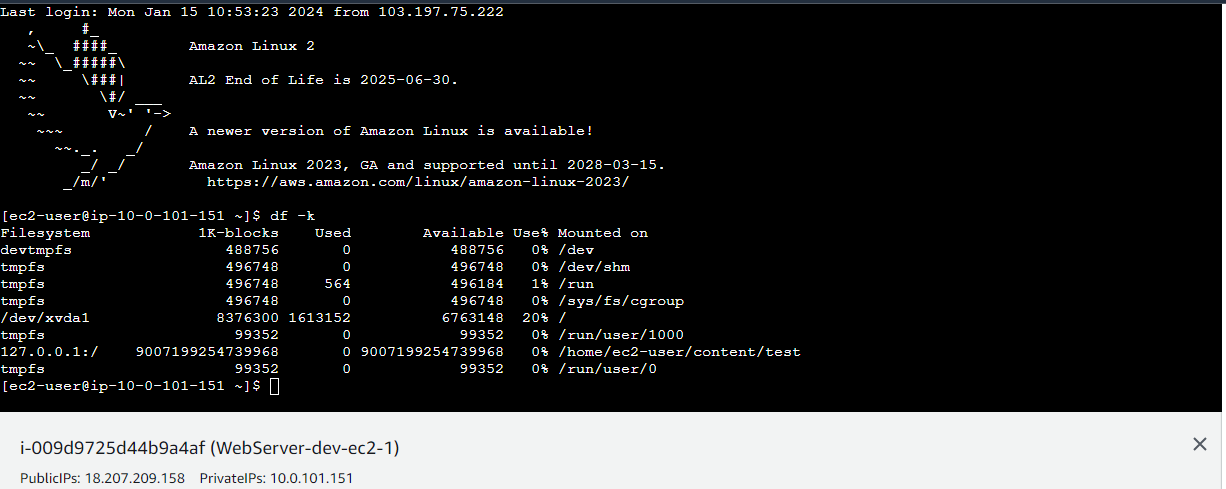 Last login: Mon Jan 15 10:53:23 2024 from 103.197.75.222
   ,     #_
   ~\_  ####_        Amazon Linux 2
  ~~  \_#####\
  ~~     \###|       AL2 End of Life is 2025-06-30.
  ~~       \#/ ___
   ~~       V~' '->
    ~~~         /    A newer version of Amazon Linux is available!
      ~~._.   _/
         _/ _/       Amazon Linux 2023, GA and supported until 2028-03-15.
       _/m/'           https://aws.amazon.com/linux/amazon-linux-2023/
[ec2-user@ip-10-0-101-151 ~]$ df -k
Filesystem            1K-blocks    Used        Available Use% Mounted on
devtmpfs                 488756       0           488756   0% /dev
tmpfs                    496748       0           496748   0% /dev/shm
tmpfs                    496748     564           496184   1% /run
tmpfs                    496748       0           496748   0% /sys/fs/cgroup
/dev/xvda1              8376300 1613152          6763148  20% /
tmpfs                     99352       0            99352   0% /run/user/1000
127.0.0.1:/    9007199254739968       0 9007199254739968   0% /home/ec2-user/content/test
tmpfs                     99352       0            99352   0% /run/user/0
[ec2-user@ip-10-0-101-151 ~]$
i-009d9725d44b9a4af (WebServer-dev-ec2-1)
PublicIPs: 18.207.209.158 PrivateIPs: 10.0.101.151